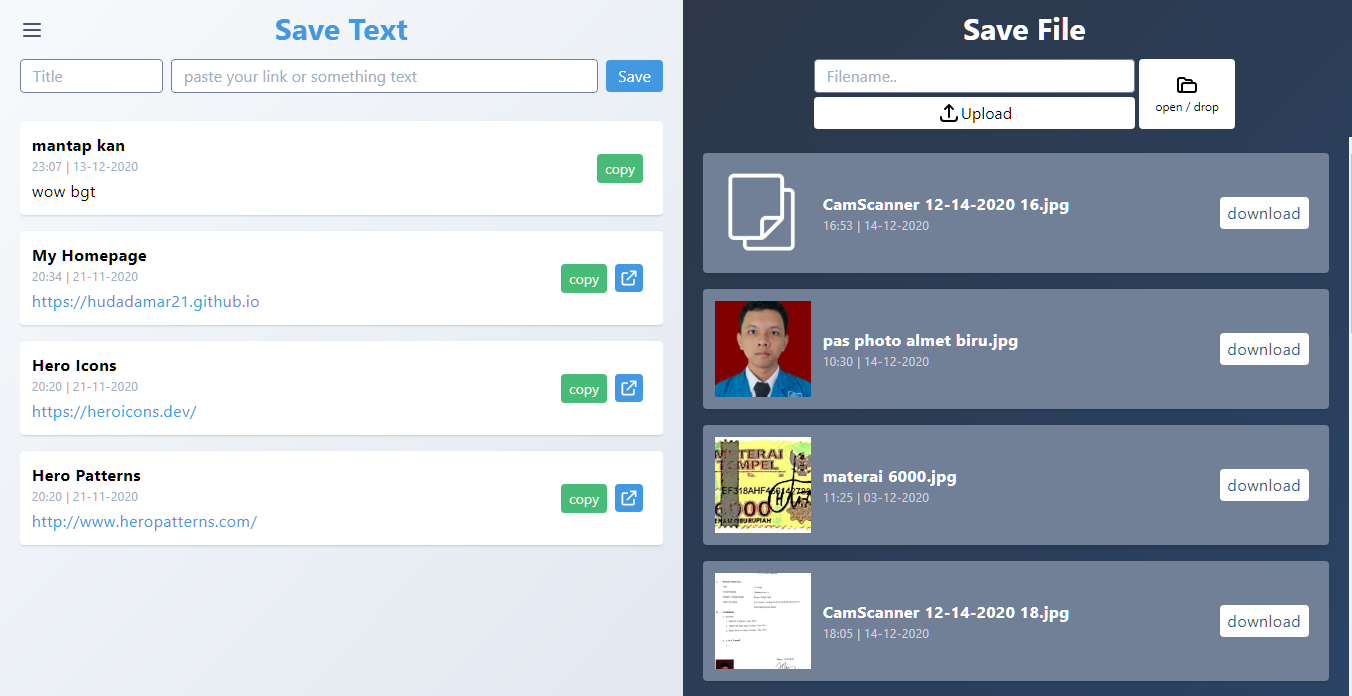 Save Text
Title
paste your link or something text
Save
mantap kan
23:07 | 13-12-2020
wow bgt
copy
My Homepage
20:34 | 21-11-2020
https://hudadamar21.github.io
copy
Hero Icons
20:20 | 21-11-2020
https://heroicons.dev/
copy
Hero Patterns
20:20 | 21-11-2020
http://www.heropatterns.com/
copy
Save File
Filename..
Upload
open / drop
CamScanner 12-14-2020 16.jpg
16:53 | 14-12-2020
download
pas photo almet biru.jpg
10:30 | 14-12-2020
download
TEMPEL
materai 6000.jpg
11:25 | 03-12-2020
download
CamScanner 12-14-2020 18.jpg
18:05 | 14-12-2020
download